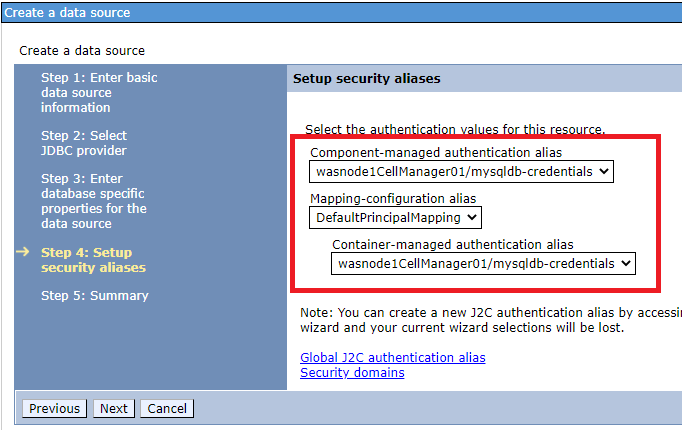 Create a data source
Create a data source
Step 1: Enter basic
data source
information
Step 2: Select
JDBC provider
Step 3: Enter
database specific
properties for the
data source
Step 4: Setup
security aliases
Step 5: Summary
Setup security aliases
Select the authentication values for this resource.
Component-managed authentication alias
wasnode1CellManager01/mysqldb-credentials
Mapping-configuration alias
DefaultPrincipalMapping
Container-managed authentication alias
wasnode1CellManager01/mysqldb-credentials
Note: You can create a new J2C authentication alias by accessi
wizard and your current wizard selections will be lost.
Global J2C authentication alias
Security domains
Previous Next Cancel